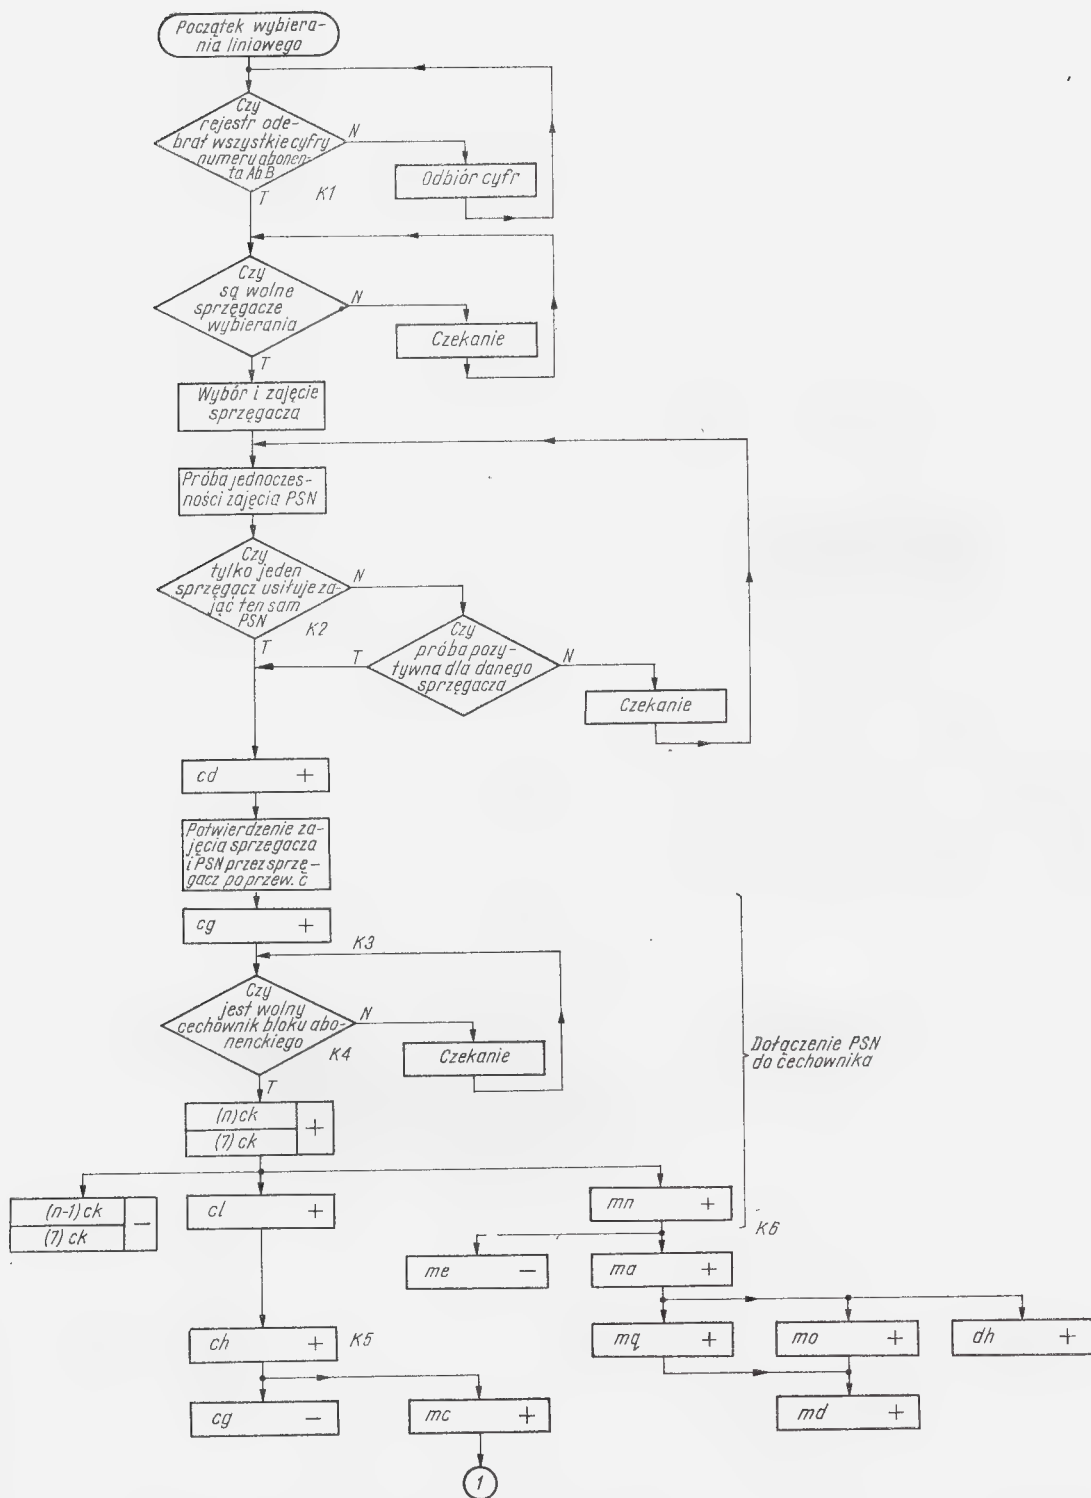 Początek wybiera-
nia liniowego
Czy
rejestr ode-
brał wszystkie cyfry
numeru abonen-
ta Ab B
N
T
K1
Odbiór cyfr
Czy
są wolne
sprzęgacze
wybierania
N
T
Czekanie
Wybór i zajęcie
sprzęgacza
Próba jednoczes-
ności zajęcia PSN
Czy
tylko jeden
sprzęgacz usiłuje za-
jąć ten sam
PSN
N
T
K2
Czy
próba pozy-
tywna dla danego
sprzęgacza
T
N
Czekanie
cd +
Potwierdzenie za-
jęcia sprzegacza
i PSN przez sprzę-
gacz po przew. c
cg +
K3
Czy
jest wolny
cechownik bloku abo-
nenckiego
N
T
K4
Czekanie
Dołączenie PSN
do cechownika
(n) ck
(7) ck
+
(n-1) ck
(7) ck
−
cl +
mn +
K6
me −
ma +
ch +
K5
mq +
mo +
dh +
cg −
mc +
md +
1